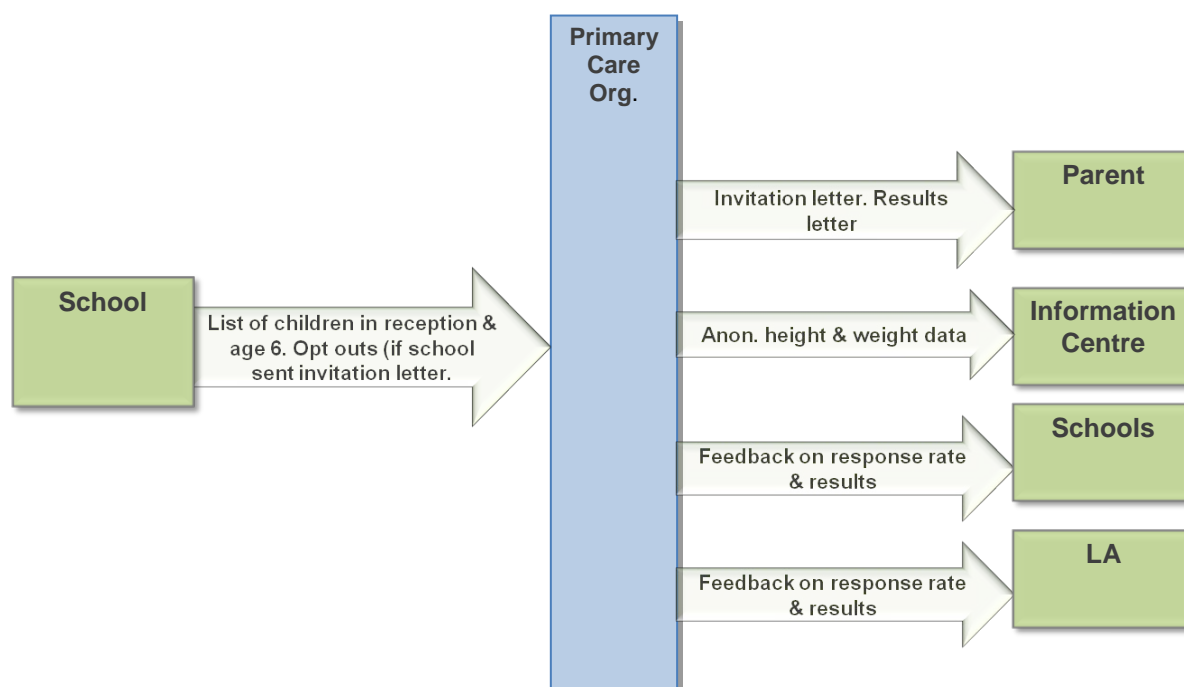 Primary
Care
Org.
Parent
Invitation letter. Results
letter
School
List of children in reception &
age 6. Opt outs (if school
sent invitation letter.
Information
Centre
Anon. height & weight data
Schools
Feedback on response rate
& results
LA
Feedback on response rate
& results